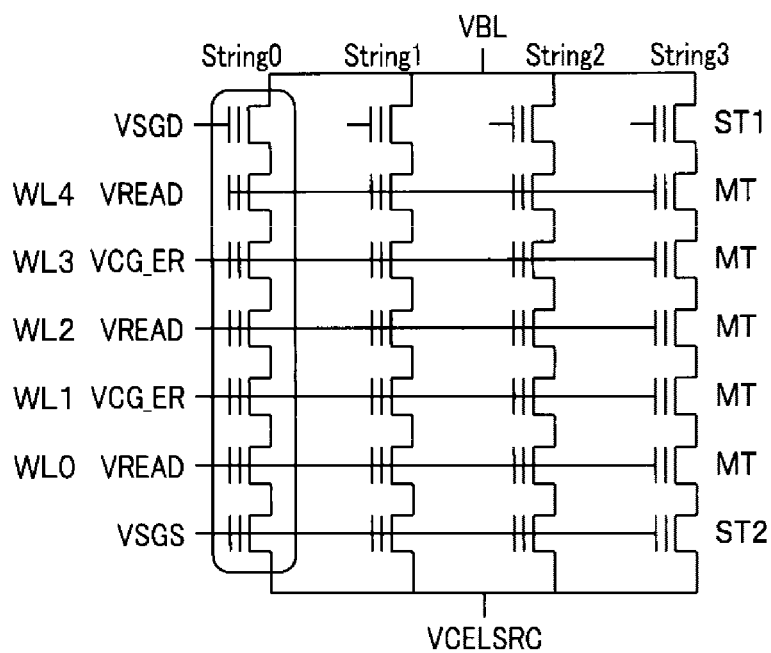 VBL
String0 String1 String2 String3
VSGD ST1
WL4 VREAD MT
WL3 VCG_ER MT
WL2 VREAD MT
WL1 VCG_ER MT
WL0 VREAD MT
VSGS ST2
VCELSRC